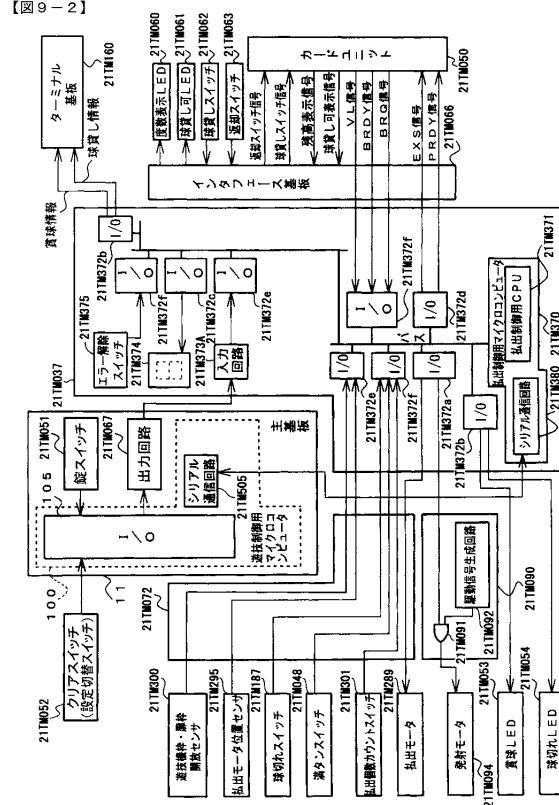 【図９－２】
ターミナル
基板
21TM160
賞球情報
球貸し情報
21TM060
度数表示LED
21TM061
球貸し可LED
21TM062
球貸しスイッチ
21TM063
返却スイッチ
カードユニット
21TM050
返却スイッチ信号
球貸しスイッチ信号
残高表示信号
球貸し可表示信号
VL信号
BRDY信号
BRQ信号
EXS信号
PRDY信号
インタフェース基板
21TM066
I/O
21TM372b
21TM037
21TM375
エラー解除
スイッチ
I/O
21TM372f
21TM374
I/O
21TM372c
21TM373A
入力
回路
I/O
21TM372e
I/O
21TM372f
I/O
21TM372d
バス
I/O
21TM372e
I/O
21TM372f
I/O
21TM372a
I/O
21TM372b
払出制御用マイクロコンピュータ
払出制御用CPU
21TM371
21TM370
シリアル通信回路
21TM380
主基板
21TM051
錠スイッチ
21TM067
出力回路
105
I/O
シリアル
通信回路
21TM505
遊技制御用
マイクロコ
ンピュータ
100
11
21TM052
クリアスイッチ
(設定切替スイッチ)
21TM072
21TM300
遊技機枠・扉枠
開放センサ
21TM295
払出モータ位置センサ
21TM187
球切れスイッチ
21TM048
満タンスイッチ
21TM301
払出個数カウントスイッチ
21TM289
払出モータ
21TM090
駆動信号生成回路
21TM092
21TM091
発射モータ
21TM094
21TM053
賞球LED
21TM054
球切れLED